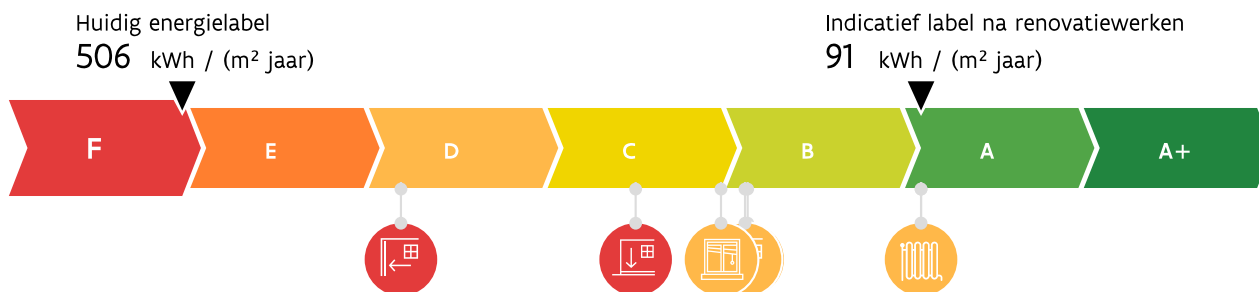 Huidig energielabel
506 kWh / (m² jaar)
Indicatief label na renovatiewerken
91 kWh / (m² jaar)
F E D C B A A+